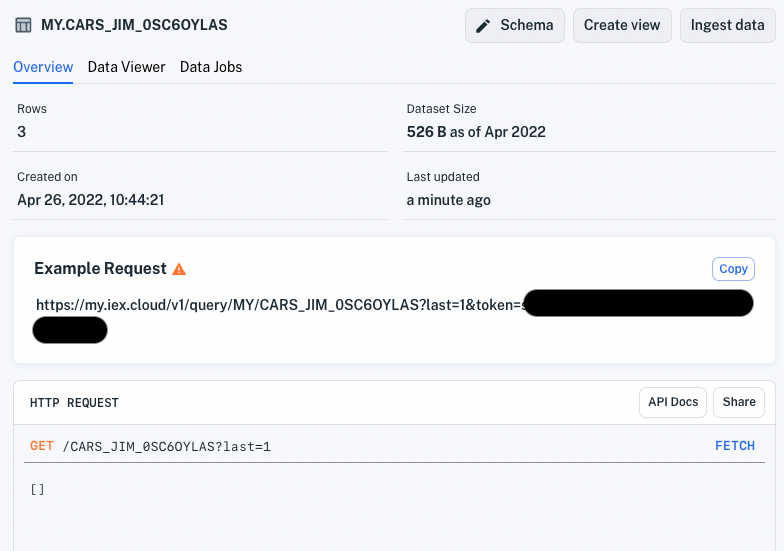 MY.CARS_JIM_0SC6OYLAS
Schema
Create view
Ingest data
Overview
Data Viewer
Data Jobs
Rows
3
Dataset Size
526 B as of Apr 2022
Created on
Apr 26, 2022, 10:44:21
Last updated
a minute ago
Example Request
Copy
https://my.iex.cloud/v1/query/MY/CARS_JIM_0SC6OYLAS?last=1&token=s
HTTP REQUEST
API Docs
Share
GET /CARS_JIM_0SC6OYLAS?last=1
FETCH
[]